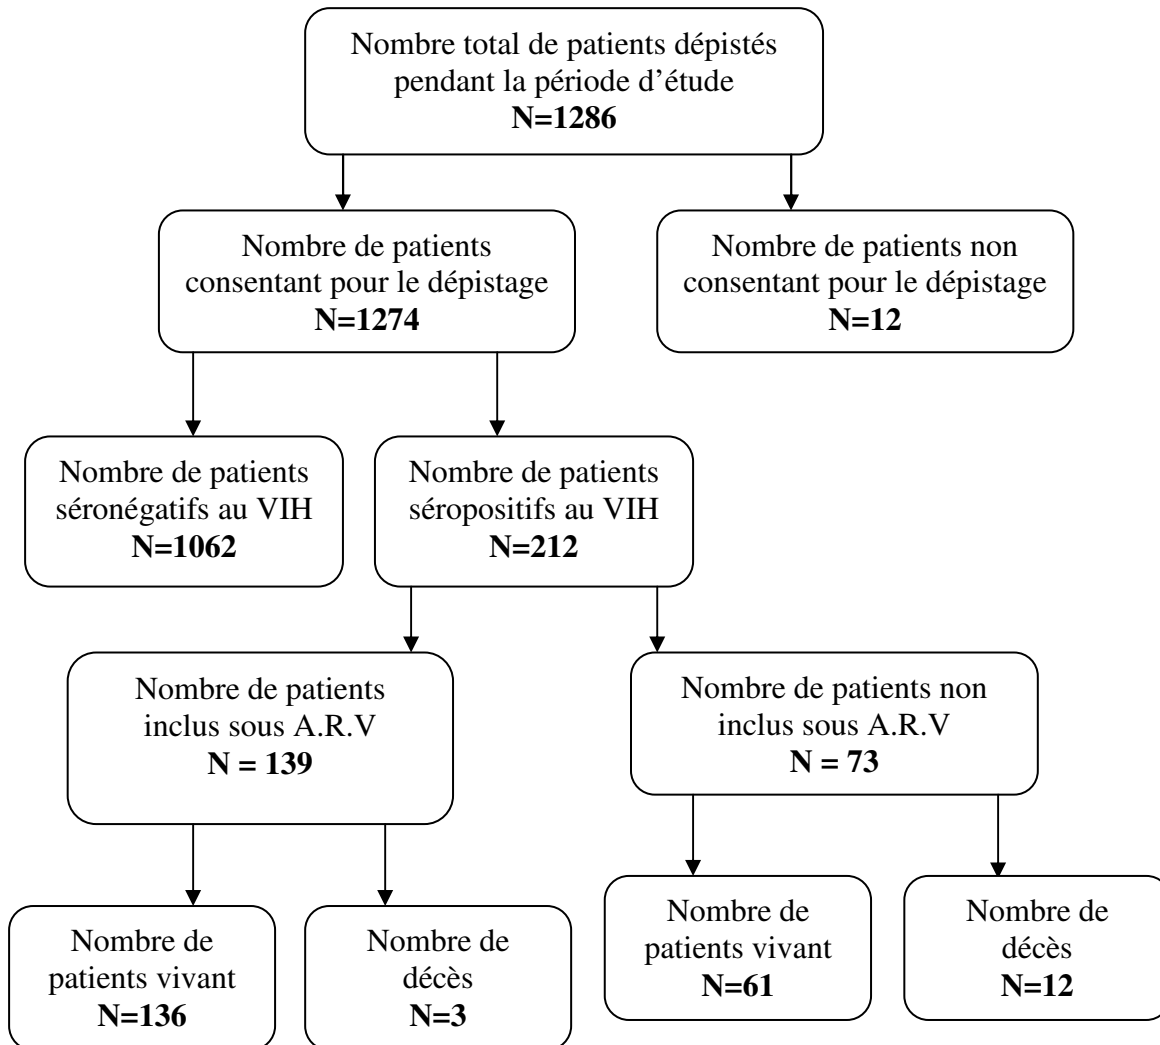 Nombre total de patients dépistés
pendant la période d’étude
N=1286
Nombre de patients
consentant pour le dépistage
N=1274
Nombre de patients non
consentant pour le dépistage
N=12
Nombre de patients
séronégatifs au VIH
N=1062
Nombre de patients
séropositifs au VIH
N=212
Nombre de patients
inclus sous A.R.V
N = 139
Nombre de patients non
inclus sous A.R.V
N = 73
Nombre de
patients vivant
N=136
Nombre de
décès
N=3
Nombre de
patients vivant
N=61
Nombre de
décès
N=12